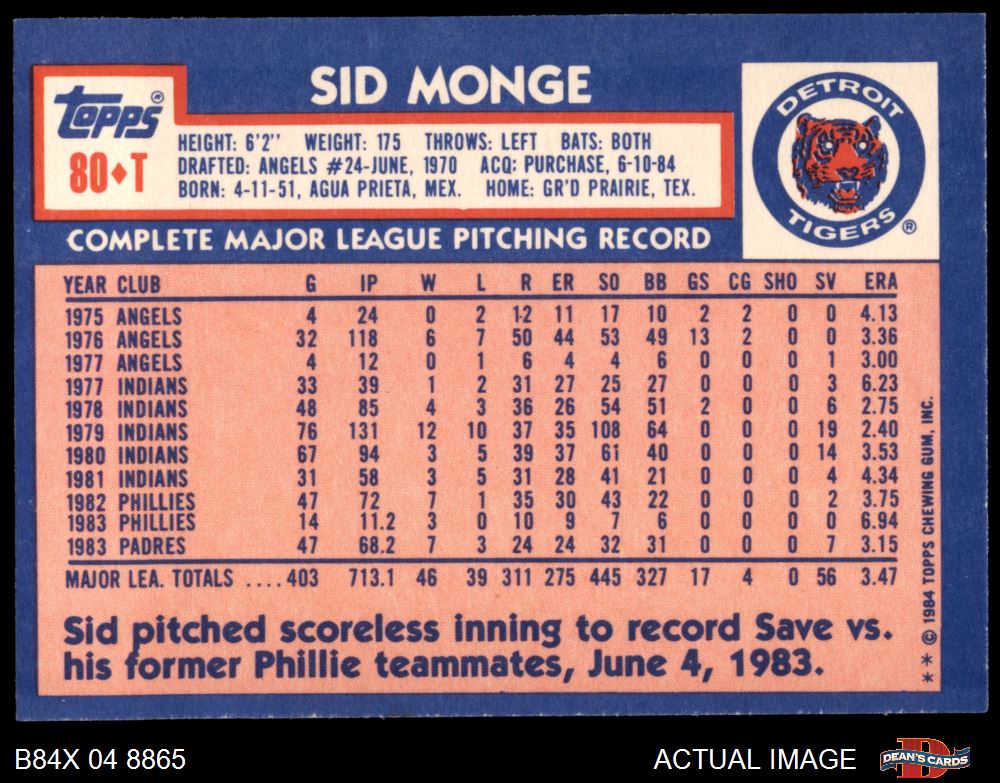 SID MONGE
Topps®
80♦T
HEIGHT: 6'2'' WEIGHT: 175 THROWS: LEFT BATS: BOTH
DRAFTED: ANGELS #24-JUNE, 1970 ACQ: PURCHASE, 6-10-84
BORN: 4-11-51, AGUA PRIETA, MEX. HOME: GR'D PRAIRIE, TEX.
DETROIT
TIGERS®
COMPLETE MAJOR LEAGUE PITCHING RECORD
YEAR CLUB G IP W L R ER SO BB GS CG SHO SV ERA
1975 ANGELS 4 24 0 2 12 11 17 10 2 2 0 0 4.13
1976 ANGELS 32 118 6 7 50 44 53 49 13 2 0 0 3.36
1977 ANGELS 4 12 0 1 6 4 4 6 0 0 0 1 3.00
1977 INDIANS 33 39 1 2 31 27 25 27 0 0 0 3 6.23
1978 INDIANS 48 85 4 3 36 26 54 51 2 0 0 6 2.75
1979 INDIANS 76 131 12 10 37 35 108 64 0 0 0 19 2.40
1980 INDIANS 67 94 3 5 39 37 61 40 0 0 0 14 3.53
1981 INDIANS 31 58 3 5 31 28 41 21 0 0 0 4 4.34
1982 PHILLIES 47 72 7 1 35 30 43 22 0 0 0 2 3.75
1983 PHILLIES 14 11.2 3 0 10 9 7 6 0 0 0 0 6.94
1983 PADRES 47 68.2 7 3 24 24 32 31 0 0 0 7 3.15
MAJOR LEA. TOTALS ....403 713.1 46 39 311 275 445 327 17 4 0 56 3.47
Sid pitched scoreless inning to record Save vs.
his former Phillie teammates, June 4, 1983.
** © 1984 TOPPS CHEWING GUM, INC.
B84X 04 8865
ACTUAL IMAGE
DEAN'S CARDS